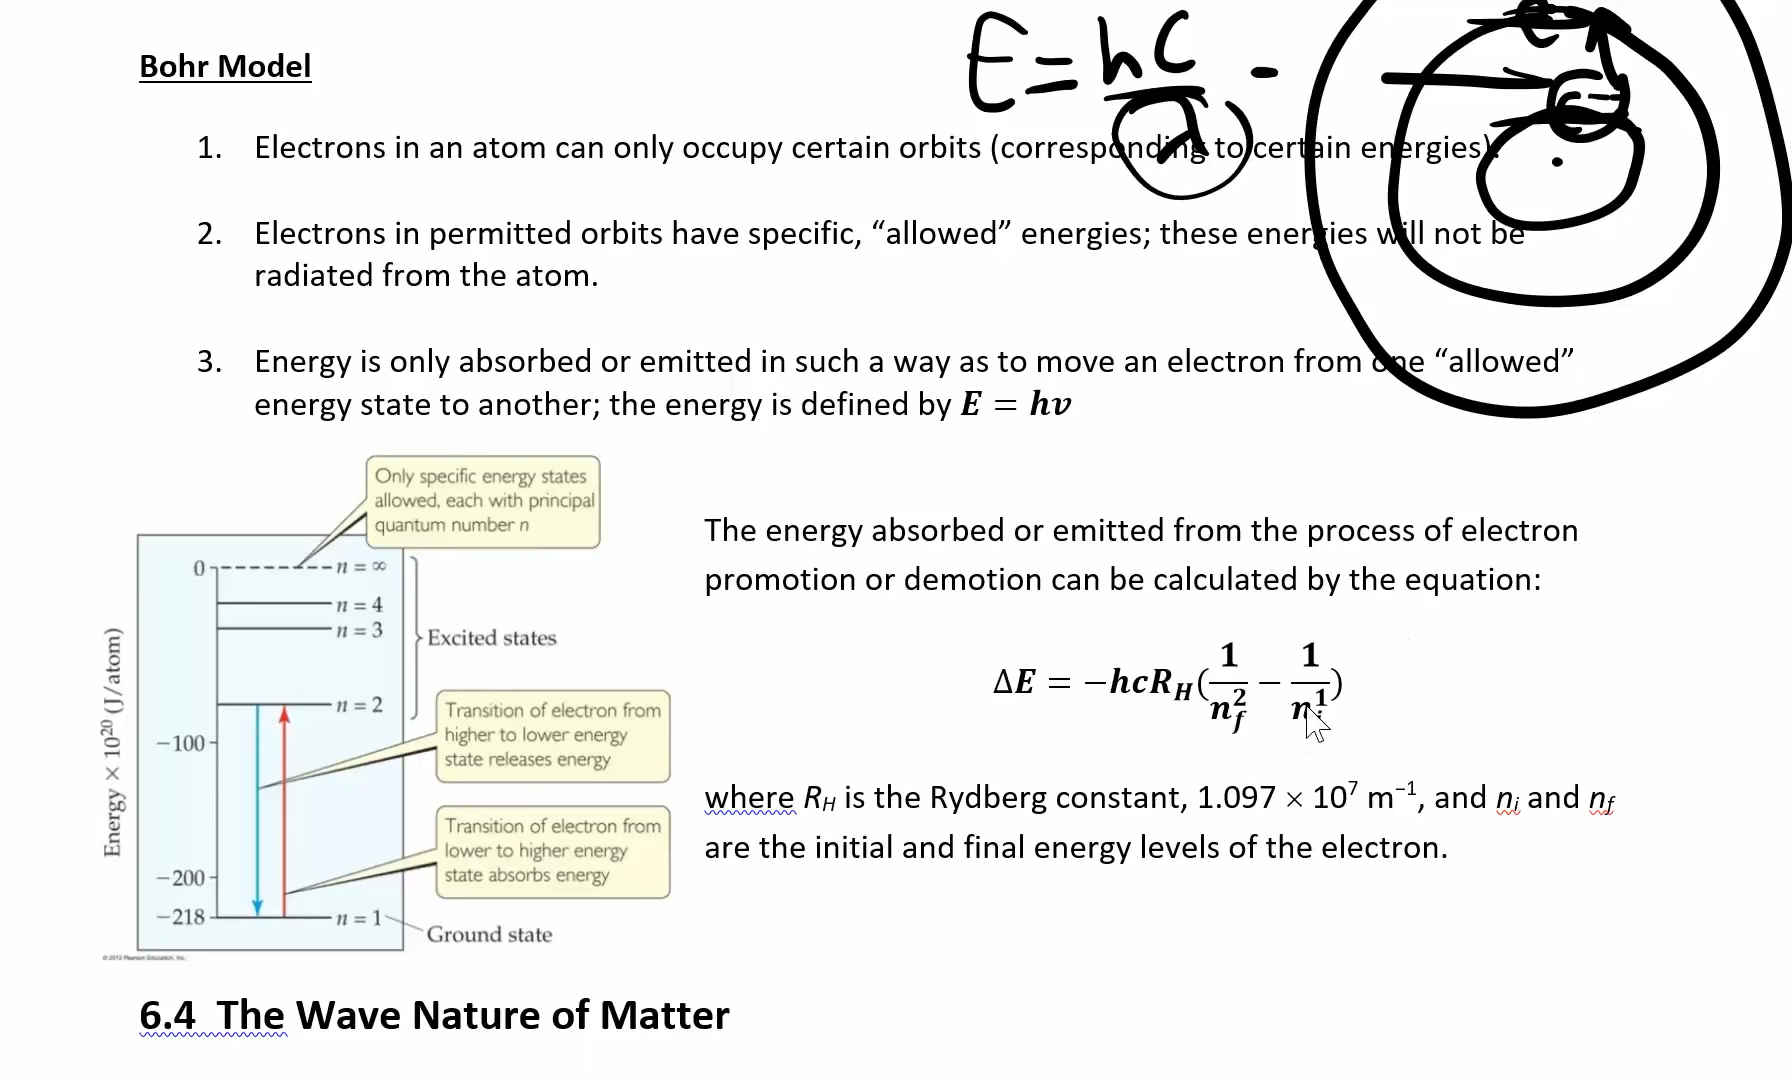 E = hc
λ
Bohr Model
1. Electrons in an atom can only occupy certain orbits (corresponding to certain energies).
2. Electrons in permitted orbits have specific, “allowed” energies; these energies will not be
radiated from the atom.
3. Energy is only absorbed or emitted in such a way as to move an electron from one “allowed”
energy state to another; the energy is defined by E = hν
Only specific energy states
allowed, each with principal
quantum number n
0
n = ∞
n = 4
n = 3
Excited states
n = 2
−100
−200
−218
n = 1
Ground state
Energy × 10²⁰ (J/atom)
Transition of electron from
higher to lower energy
state releases energy
Transition of electron from
lower to higher energy
state absorbs energy
© 2012 Pearson Education, Inc.
The energy absorbed or emitted from the process of electron
promotion or demotion can be calculated by the equation:
ΔE = −hcR_H(1/n_f^2 − 1/n_i^1)
where R_H is the Rydberg constant, 1.097 × 10⁷ m⁻¹, and n_i and n_f
are the initial and final energy levels of the electron.
6.4 The Wave Nature of Matter